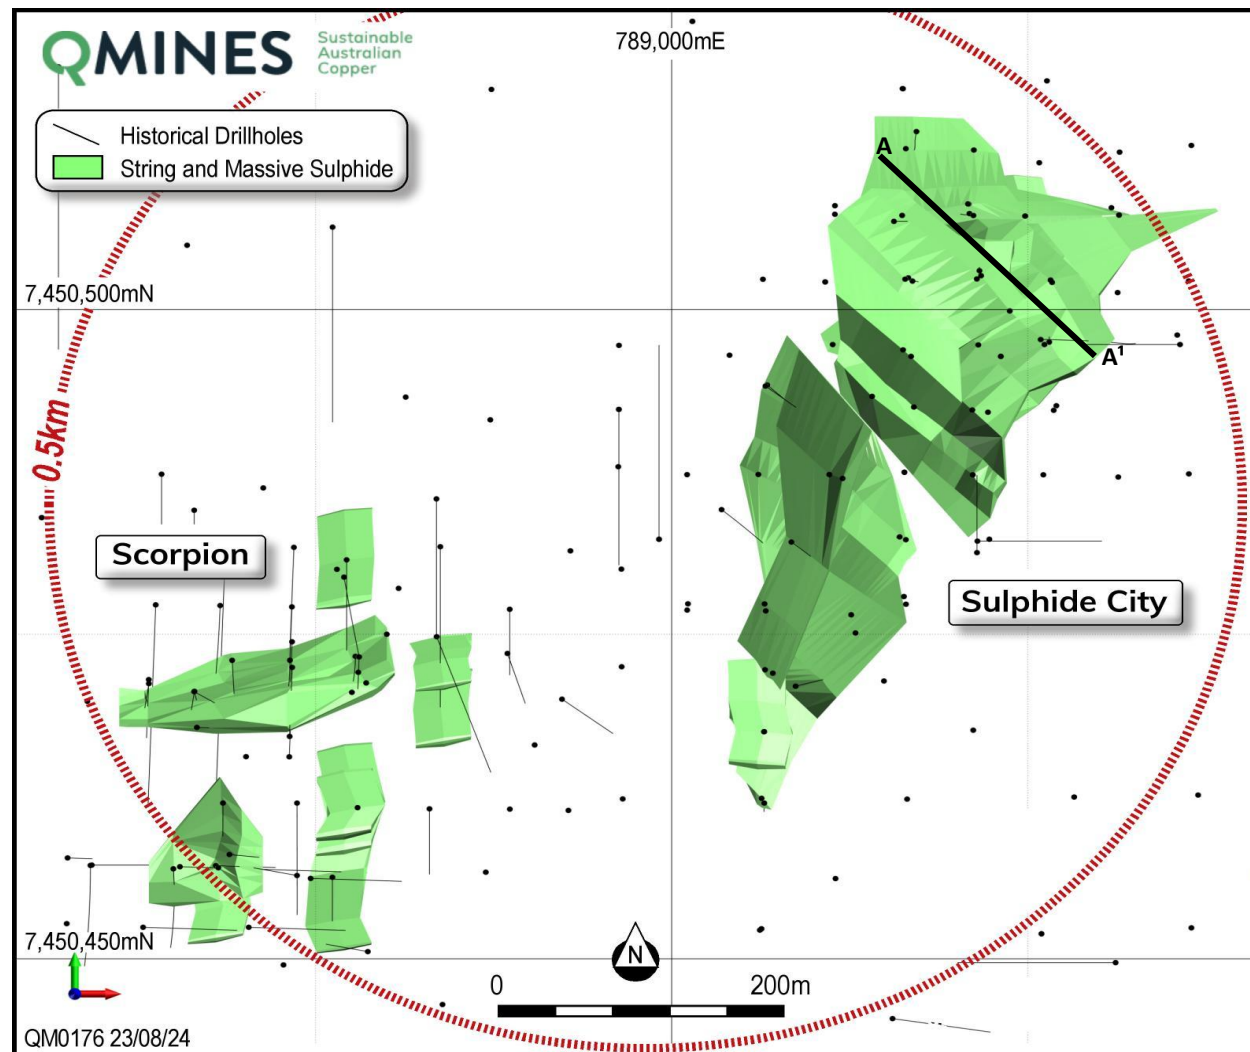 QMINES
Sustainable
Australian
Copper
789,000mE
Historical Drillholes
String and Massive Sulphide
A
7,450,500mN
A¹
0.5km
Scorpion
Sulphide City
7,450,450mN
N
0
200m
QM0176 23/08/24